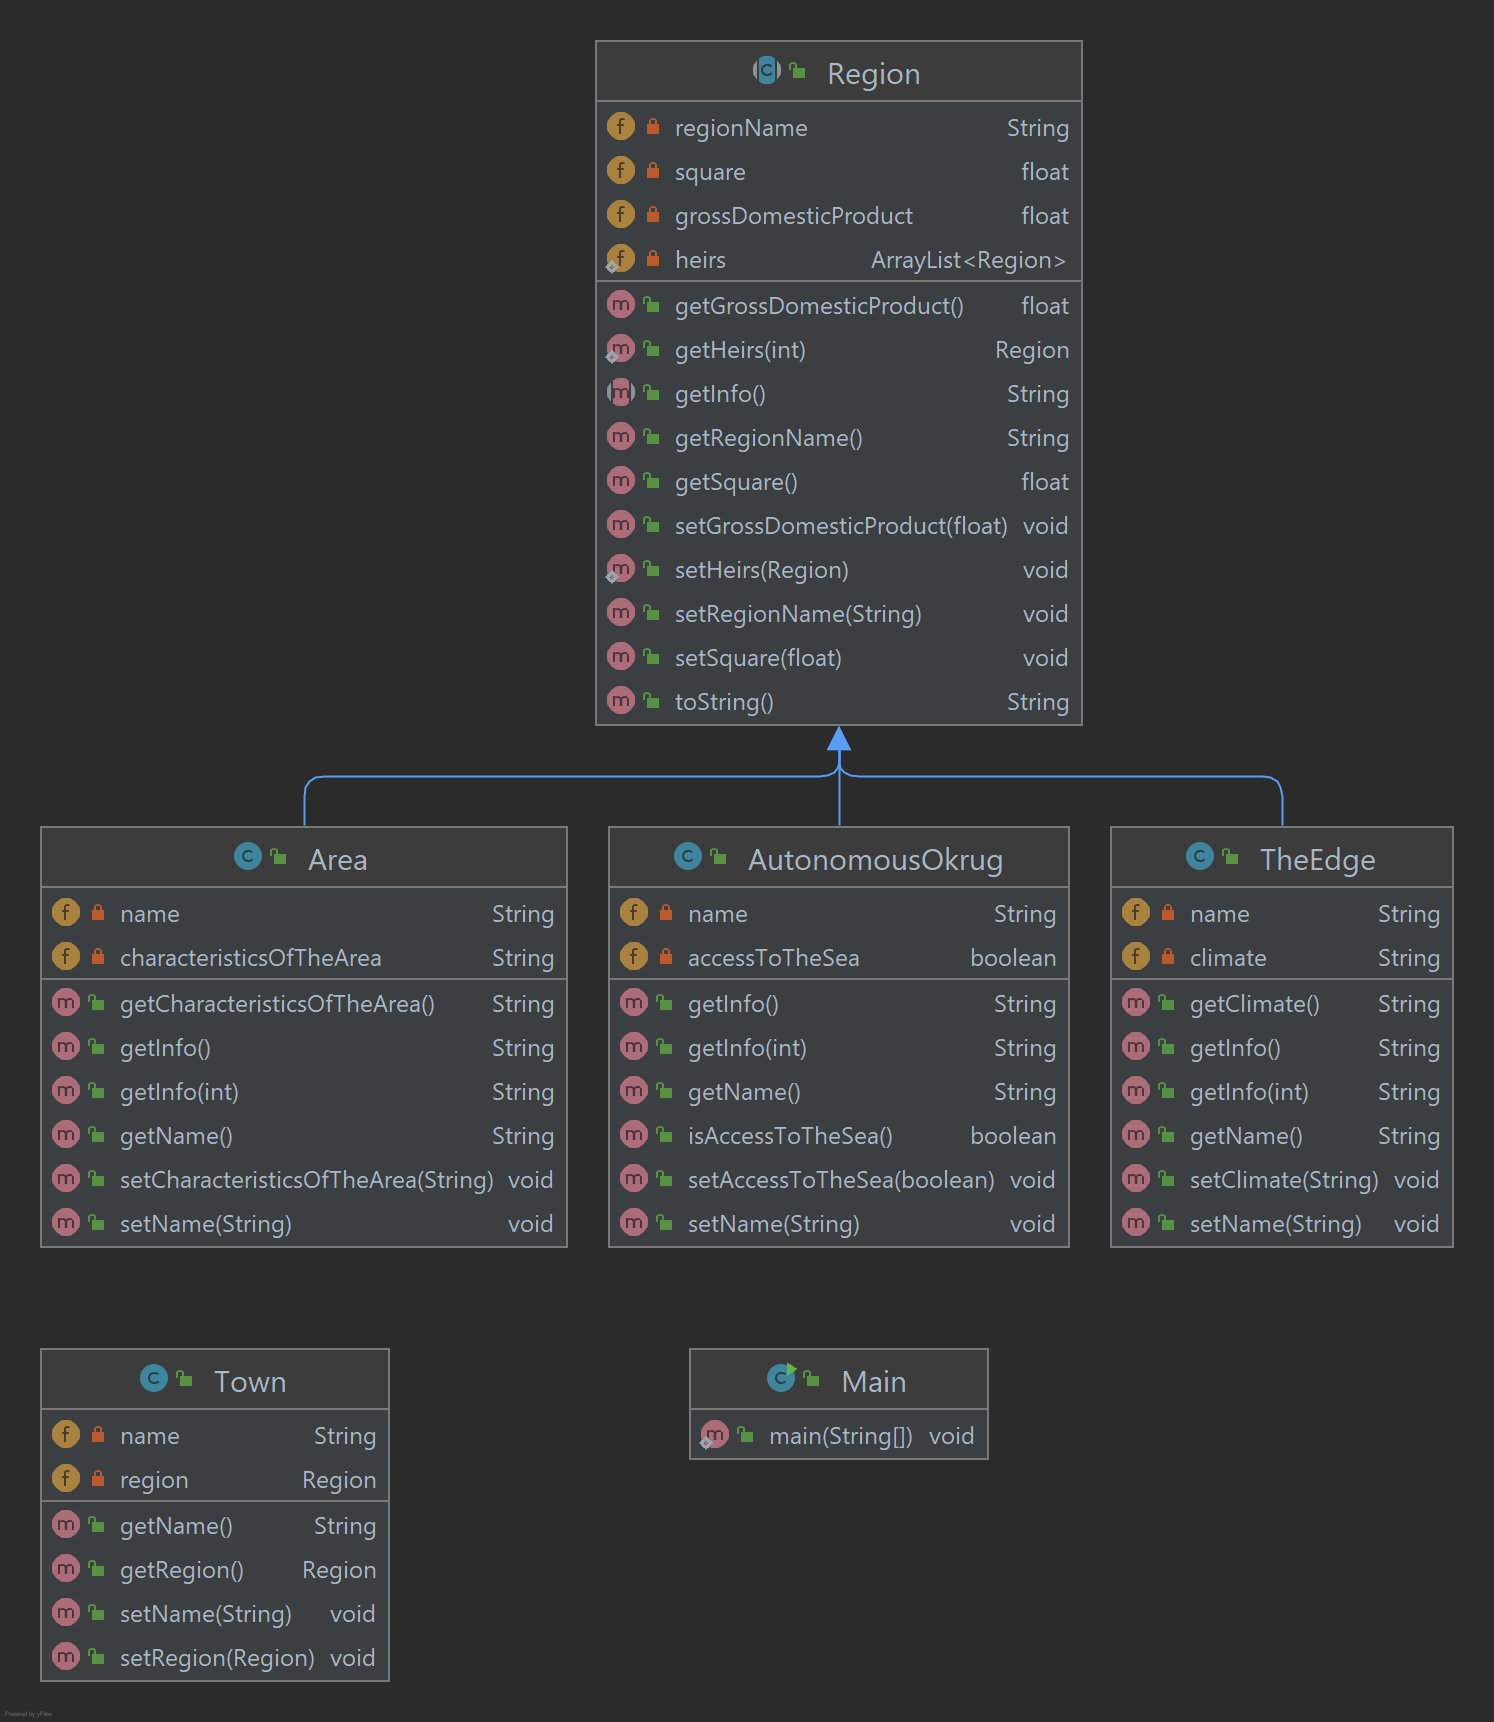 Region
regionName String
square float
grossDomesticProduct float
heirs ArrayList<Region>
getGrossDomesticProduct() float
getHeirs(int) Region
getInfo() String
getRegionName() String
getSquare() float
setGrossDomesticProduct(float) void
setHeirs(Region) void
setRegionName(String) void
setSquare(float) void
toString() String
Area
name String
characteristicsOfTheArea String
getCharacteristicsOfTheArea() String
getInfo() String
getInfo(int) String
getName() String
setCharacteristicsOfTheArea(String) void
setName(String) void
AutonomousOkrug
name String
accessToTheSea boolean
getInfo() String
getInfo(int) String
getName() String
isAccessToTheSea() boolean
setAccessToTheSea(boolean) void
setName(String) void
TheEdge
name String
climate String
getClimate() String
getInfo() String
getInfo(int) String
getName() String
setClimate(String) void
setName(String) void
Town
name String
region Region
getName() String
getRegion() Region
setName(String) void
setRegion(Region) void
Main
main(String[]) void
Powered by yFiles